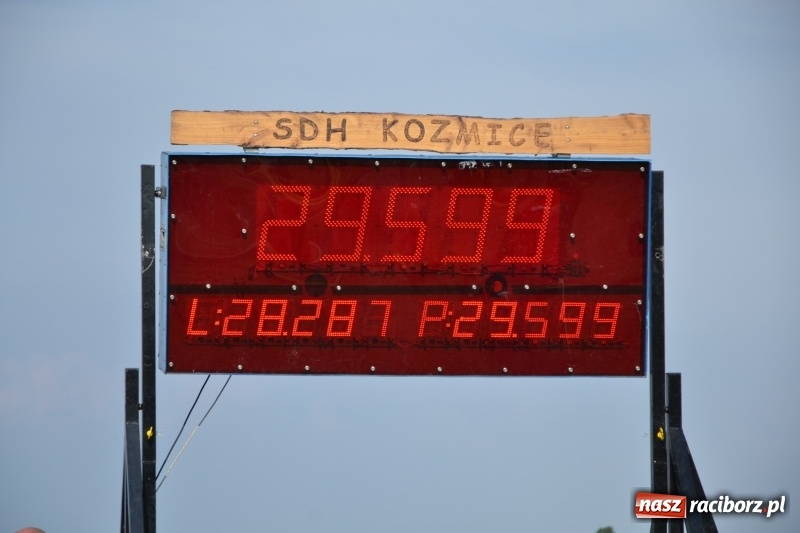 SDH KOZMICE
29.599
L:28.287 P:29.599
nasz raciborz.pl